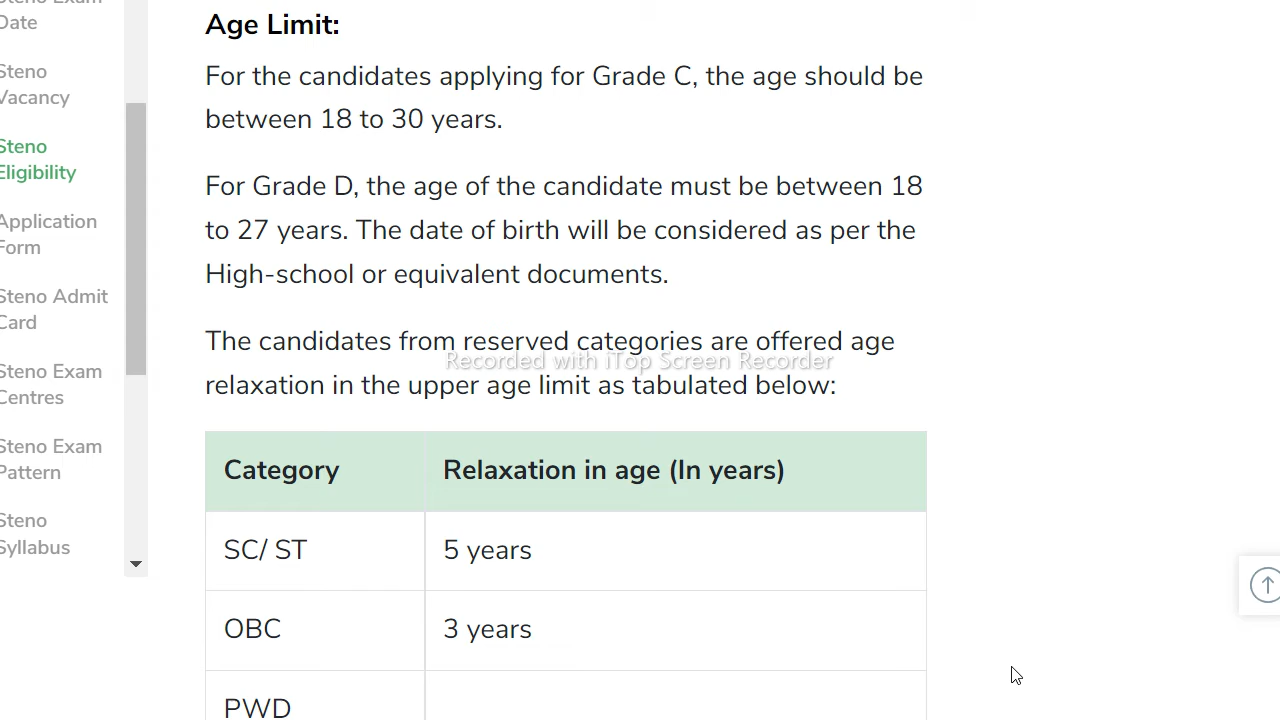 Date
Steno
Vacancy
Steno
Eligibility
Application
Form
Steno Admit
Card
Steno Exam
Centres
Steno Exam
Pattern
Steno
Syllabus
Age Limit:
For the candidates applying for Grade C, the age should be
between 18 to 30 years.
For Grade D, the age of the candidate must be between 18
to 27 years. The date of birth will be considered as per the
High-school or equivalent documents.
The candidates from reserved categories are offered age
Recorded with iTop Screen Recorder
relaxation in the upper age limit as tabulated below:
Category Relaxation in age (In years)
SC/ ST 5 years
OBC 3 years
PWD